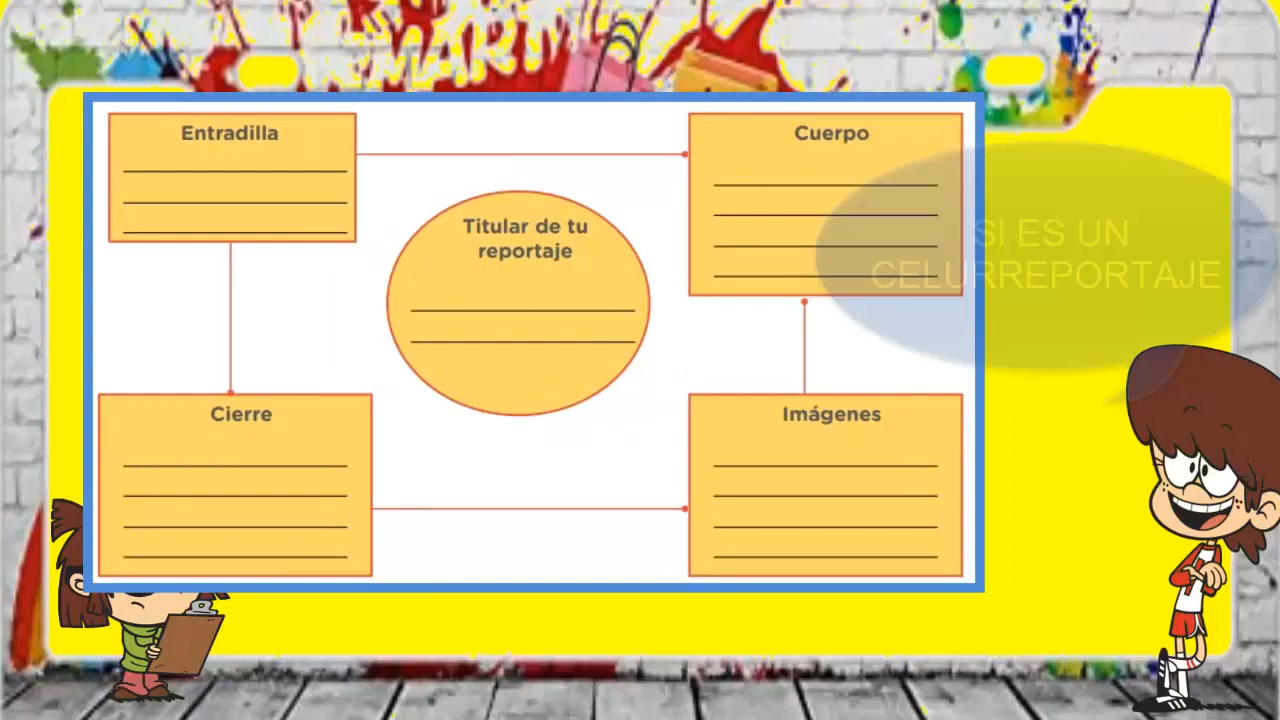 Entradilla
Cuerpo
Titular de tu
reportaje
SI ES UN
CELURREPORTAJE
Cierre
Imágenes